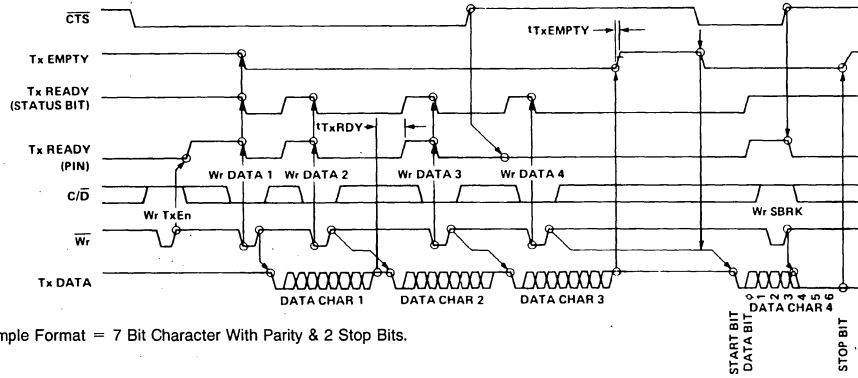 CTS
tTxEMPTY
Tx EMPTY
Tx READY
(STATUS BIT)
tTxRDY
Tx READY
(PIN)
Wr DATA 1
Wr DATA 2
Wr DATA 3
Wr DATA 4
C/D
Wr TxEn
Wr SBRK
Wr
Tx DATA
DATA CHAR 1
DATA CHAR 2
DATA CHAR 3
DATA CHAR 4
START BIT
DATA BIT
0 1 2 3 4 5 6
STOP BIT
mple Format = 7 Bit Character With Parity & 2 Stop Bits.